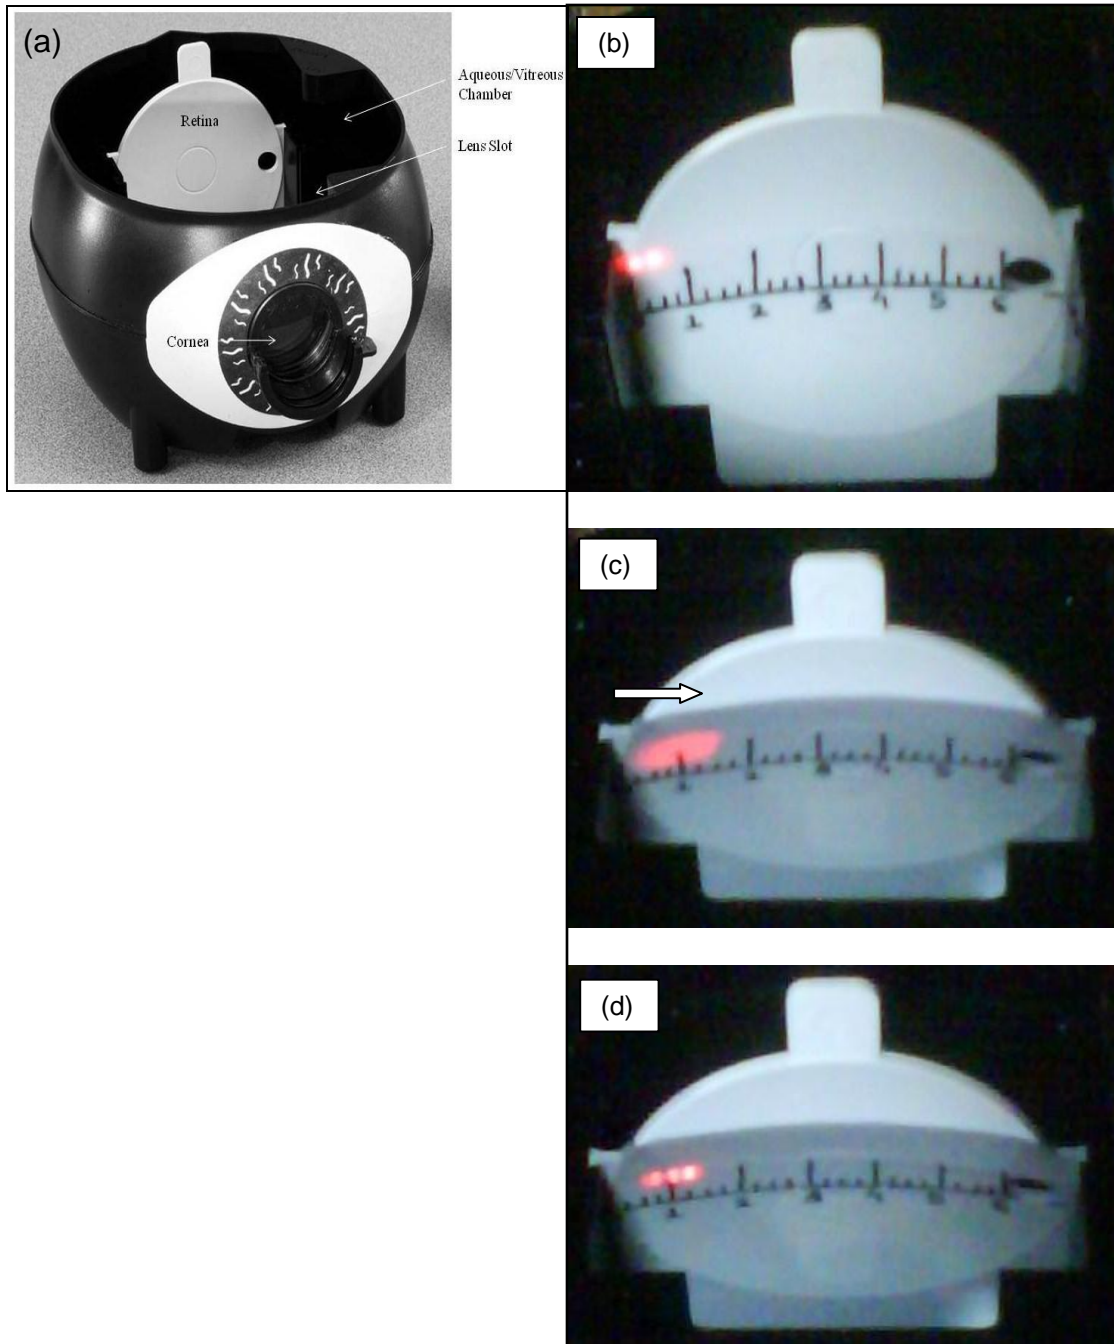 (a)
Aqueous/Vitreous
Chamber
Retina
Lens Slot
Cornea
(b)
1 2 3 4 5 6
(c)
(d)